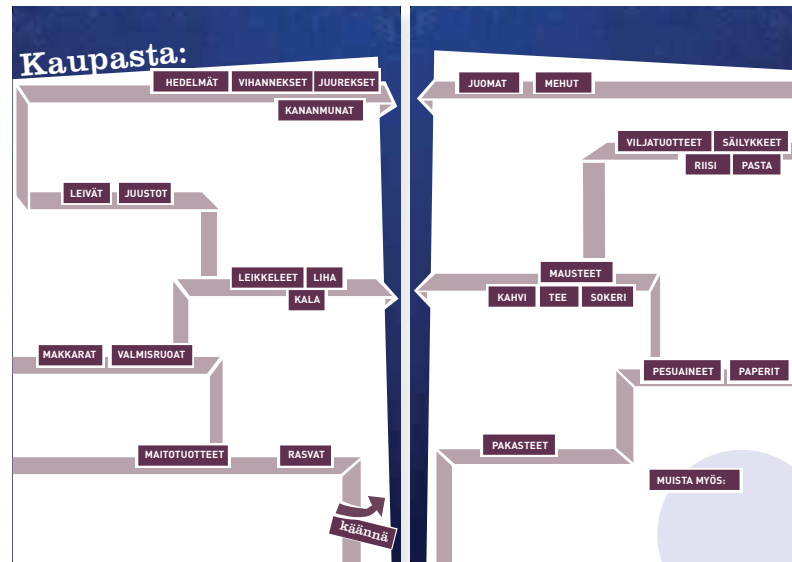 Kaupasta:
HEDELMÄT VIHANNEKSET JUUREKSET
KANANMUNAT
LEIVÄT JUUSTOT
LEIKKELEET LIHA
KALA
MAKKARAT VALMISRUOAT
MAITOTUOTTEET RASVAT
käännä
JUOMAT MEHUT
VILJATUOTTEET SÄILYKKEET
RIISI PASTA
MAUSTEET
KAHVI TEE SOKERI
PESUAINEET PAPERIT
PAKASTEET
MUISTA MYÖS: